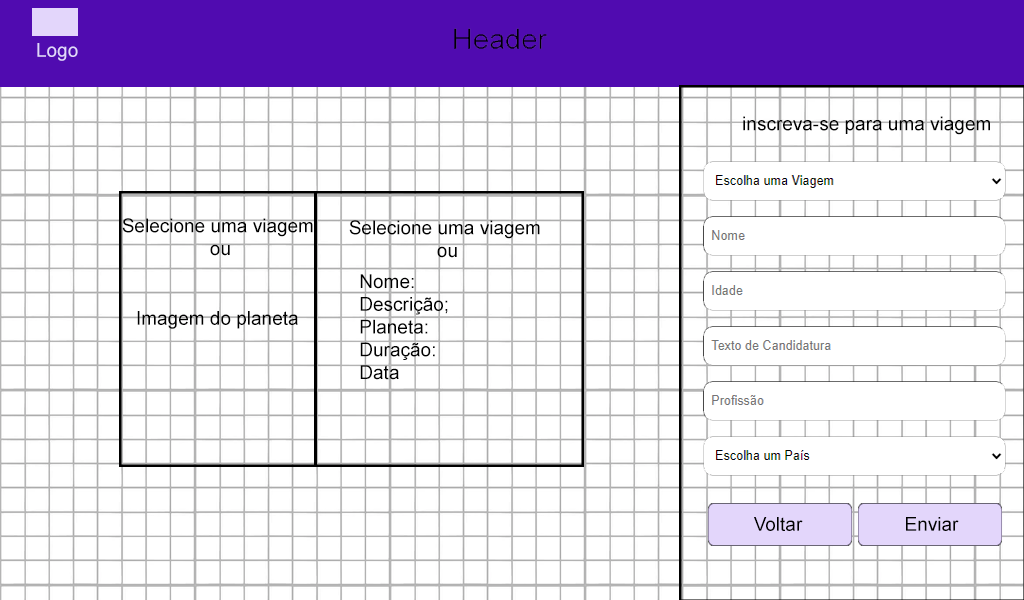 Logo
Header
Selecione uma viagem
ou
Imagem do planeta
Selecione uma viagem
ou
Nome:
Descrição;
Planeta:
Duração:
Data
inscreva-se para uma viagem
Escolha uma Viagem
Nome
Idade
Texto de Candidatura
Profissão
Escolha um País
Voltar
Enviar